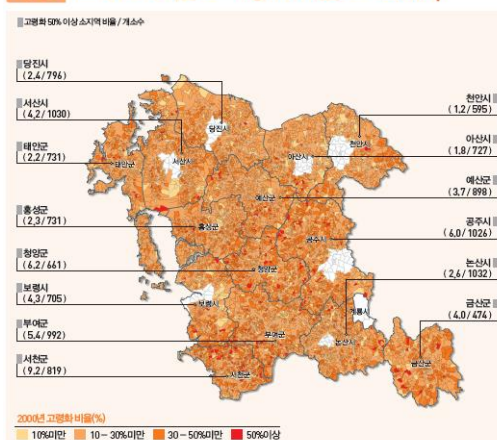 고령화 50% 이상 소지역 비율 / 개소수
당진시
(2.4/796)
서산시
(4.2/1030)
태안군
(2.2/731)
홍성군
(2.3/731)
청양군
(6.2/661)
보령시
(4.3/705)
부여군
(5.4/992)
서천군
(9.2/819)
천안시
(1.2/595)
아산시
(1.8/727)
예산군
(3.7/898)
공주시
(6.0/1026)
논산시
(2.6/1032)
금산군
(4.0/474)
당진시
천안시
서산시
아산시
태안군
예산군
홍성군
공주시
청양군
계룡시
보령시
부여군
논산시
서천군
금산군
2000년 고령화 비율(%)
10%미만
10-30%미만
30-50%미만
50%이상